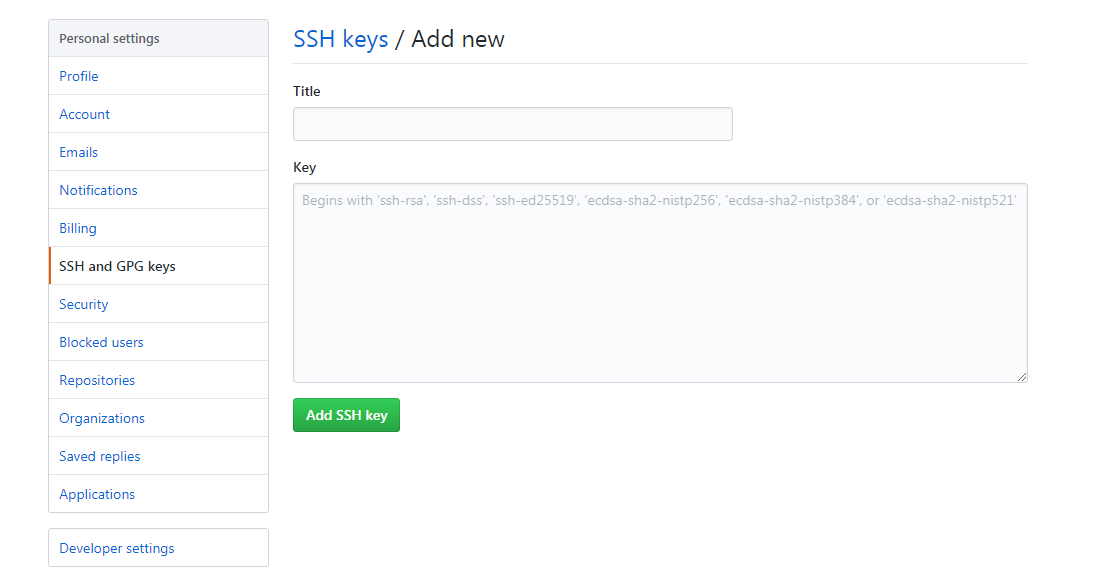 Personal settings
Profile
Account
Emails
Notifications
Billing
SSH and GPG keys
Security
Blocked users
Repositories
Organizations
Saved replies
Applications
Developer settings
SSH keys / Add new
Title
Key
Begins with 'ssh-rsa', 'ssh-dss', 'ssh-ed25519', 'ecdsa-sha2-nistp256', 'ecdsa-sha2-nistp384', or 'ecdsa-sha2-nistp521'
Add SSH key